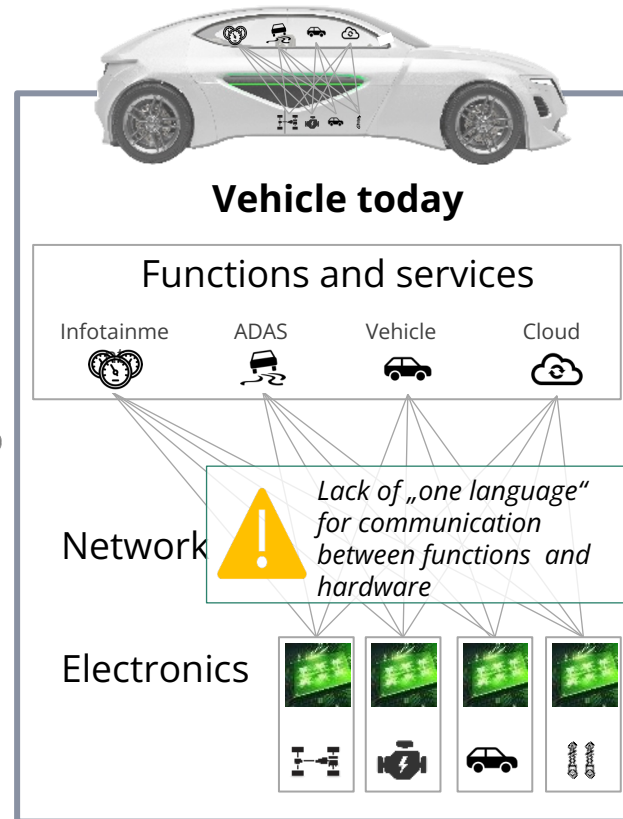 Vehicle today
Functions and services
Infotainme
ADAS
Vehicle
Cloud
Lack of „one language“
for communication
between functions and
hardware
Network
Electronics